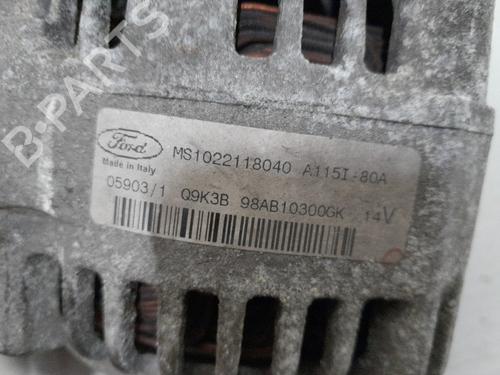 B-PARTS
Ford
Made in Italy
MS1022118040 A115I-80A
05903/1 Q9K3B 98AB10300GK 14V